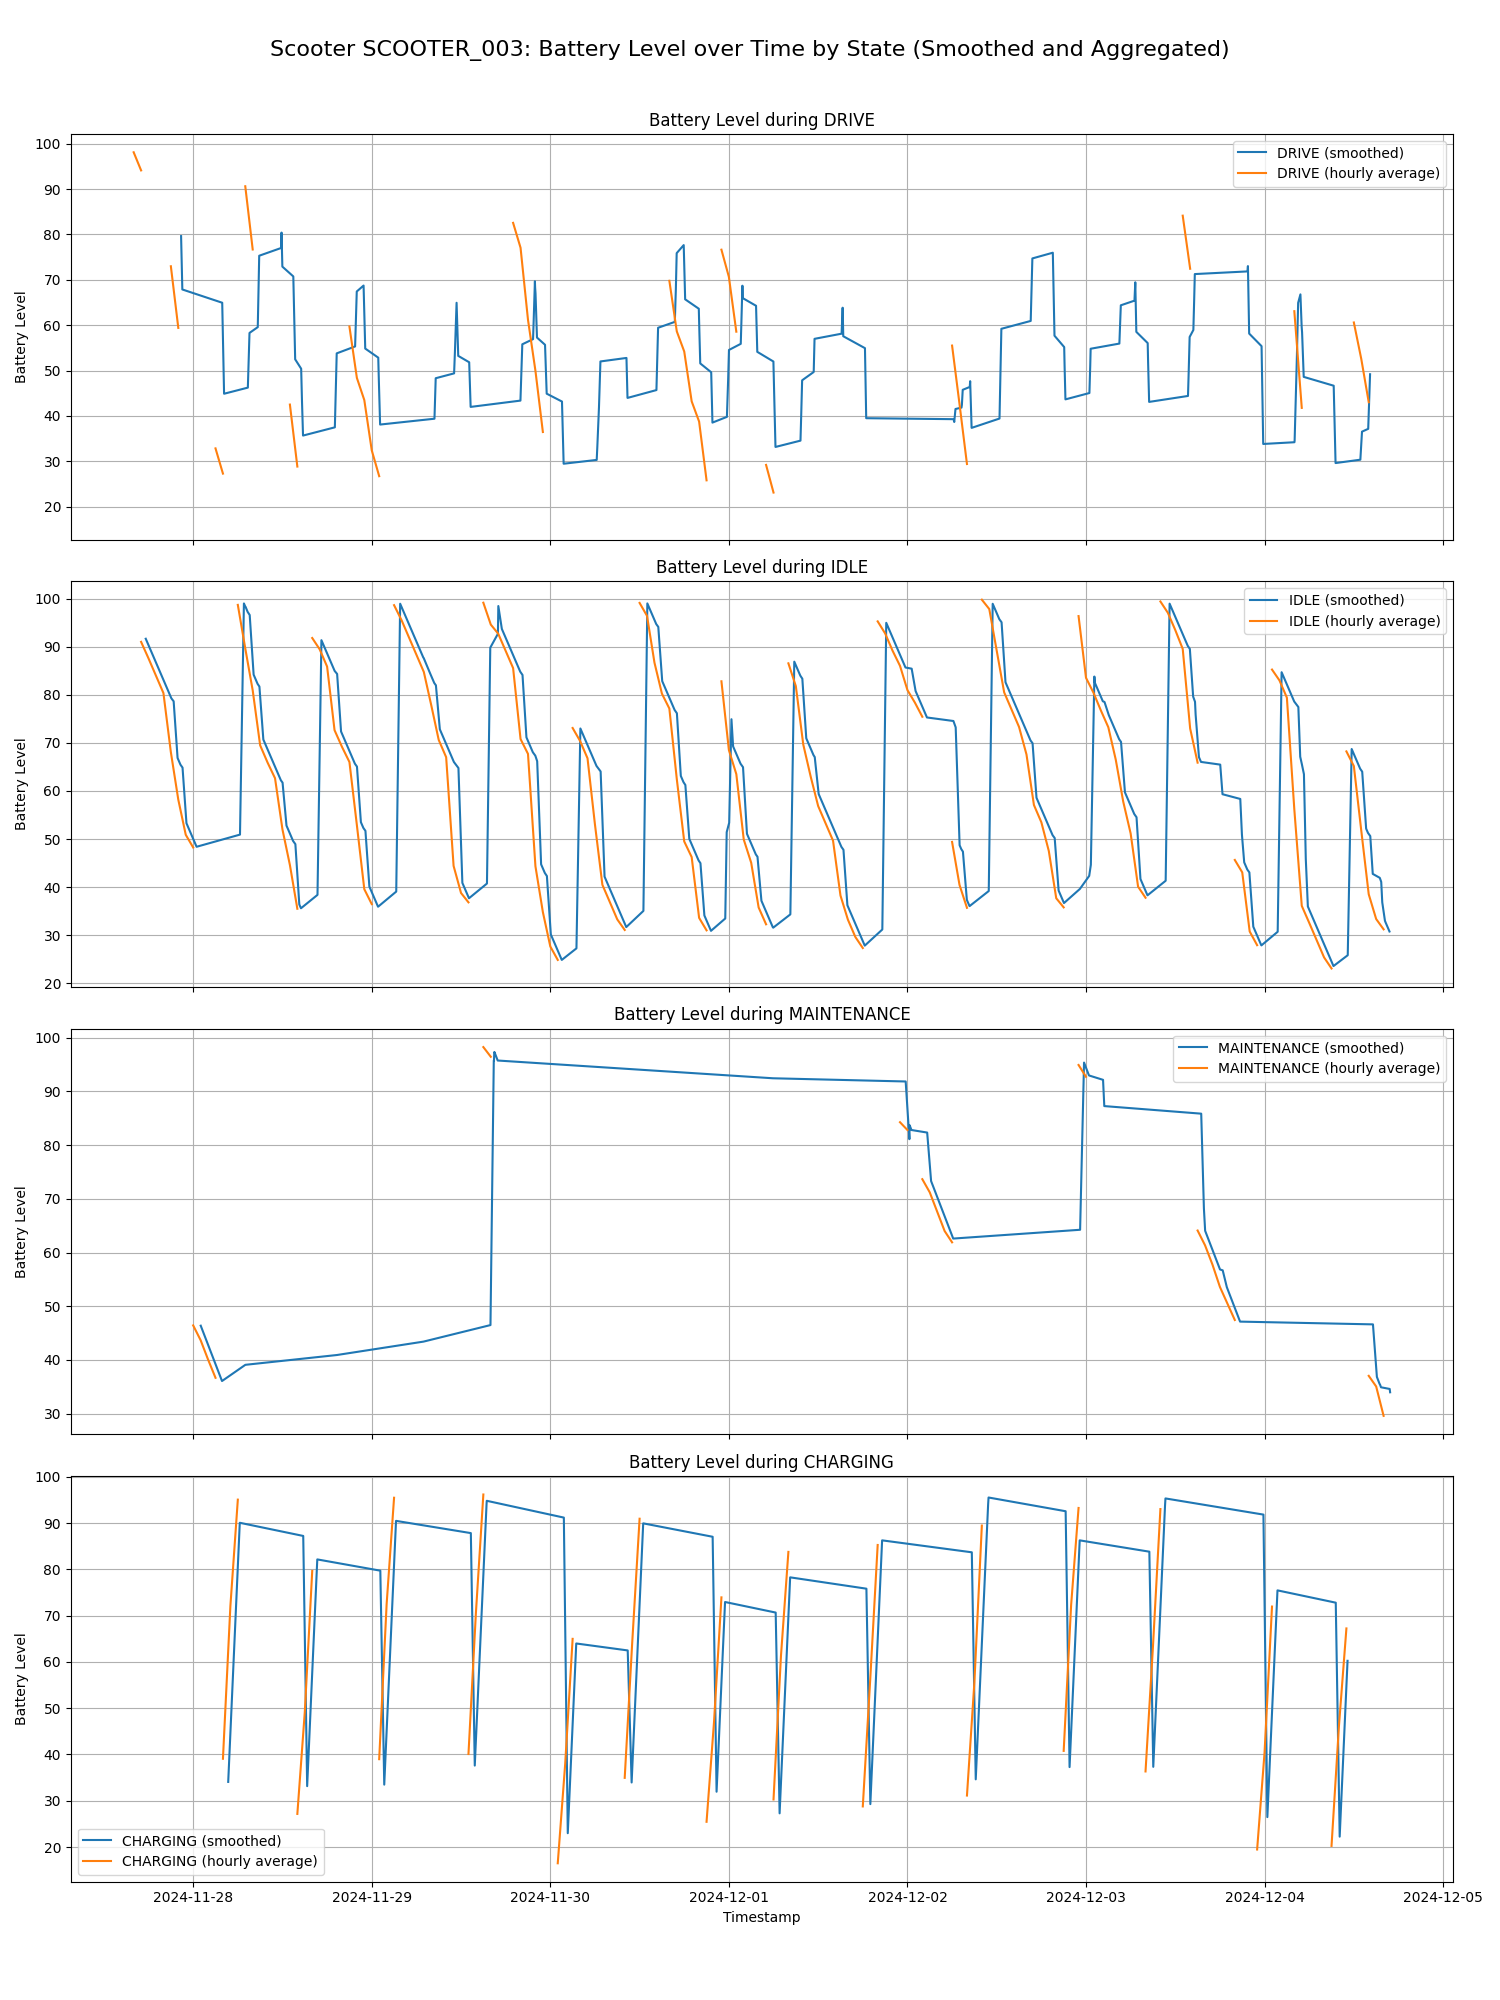 Scooter SCOOTER_003: Battery Level over Time by State (Smoothed and Aggregated)
Battery Level during DRIVE
DRIVE (smoothed)
DRIVE (hourly average)
Battery Level
100
90
80
70
60
50
40
30
20
Battery Level during IDLE
IDLE (smoothed)
IDLE (hourly average)
Battery Level
100
90
80
70
60
50
40
30
20
Battery Level during MAINTENANCE
MAINTENANCE (smoothed)
MAINTENANCE (hourly average)
Battery Level
100
90
80
70
60
50
40
30
Battery Level during CHARGING
CHARGING (smoothed)
CHARGING (hourly average)
Battery Level
100
90
80
70
60
50
40
30
20
2024-11-28 2024-11-29 2024-11-30 2024-12-01 2024-12-02 2024-12-03 2024-12-04 2024-12-05
Timestamp